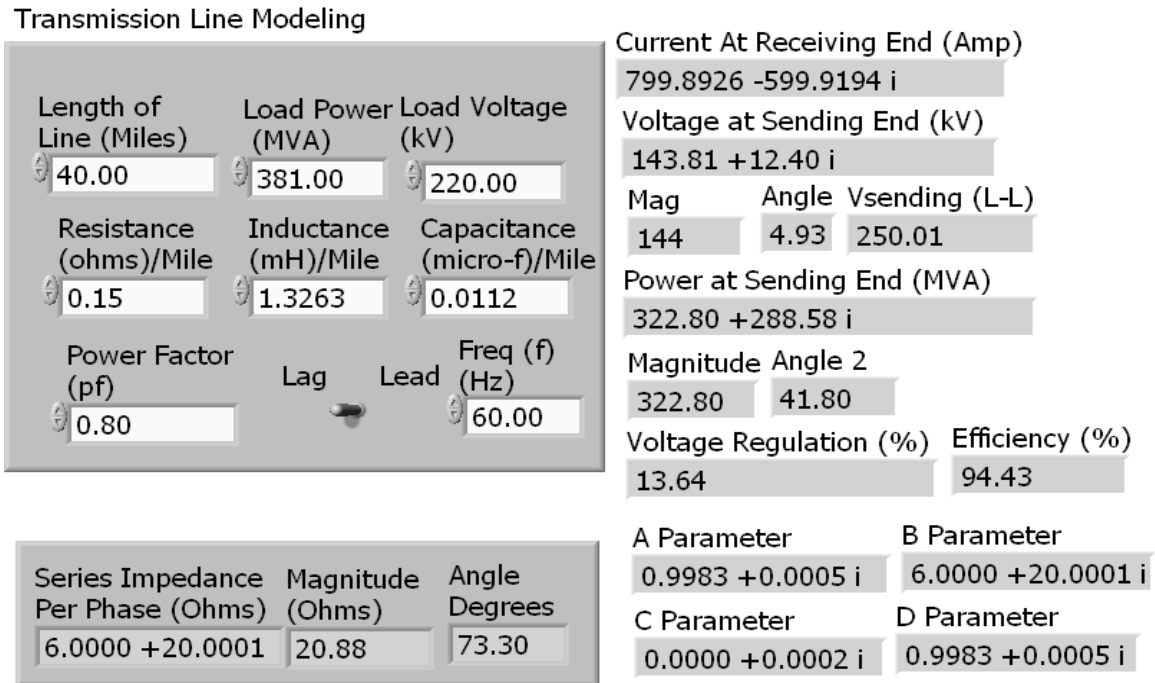 Transmission Line Modeling
Length of
Line (Miles)
40.00
Load Power
(MVA)
381.00
Load Voltage
(kV)
220.00
Resistance
(ohms)/Mile
0.15
Inductance
(mH)/Mile
1.3263
Capacitance
(micro-f)/Mile
0.0112
Power Factor
(pf)
0.80
Lag
Lead
Freq (f)
(Hz)
60.00
Series Impedance
Per Phase (Ohms)
6.0000 +20.0001
Magnitude
(Ohms)
20.88
Angle
Degrees
73.30
Current At Receiving End (Amp)
799.8926 -599.9194 i
Voltage at Sending End (kV)
143.81 +12.40 i
Mag
144
Angle
4.93
Vsending (L-L)
250.01
Power at Sending End (MVA)
322.80 +288.58 i
Magnitude
322.80
Angle 2
41.80
Voltage Regulation (%)
13.64
Efficiency (%)
94.43
A Parameter
0.9983 +0.0005 i
B Parameter
6.0000 +20.0001 i
C Parameter
0.0000 +0.0002 i
D Parameter
0.9983 +0.0005 i